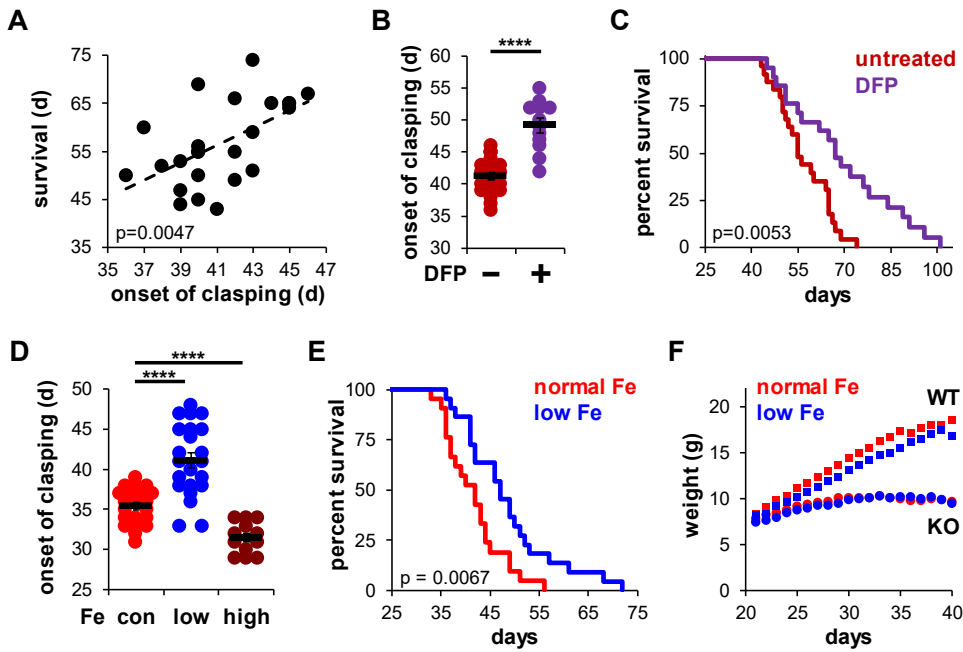 A
survival (d)
75
65
55
45
35
p=0.0047
35 37 39 41 43 45 47
onset of clasping (d)
B
****
onset of clasping (d)
60
55
50
45
40
35
30
DFP − +
C
untreated
DFP
percent survival
100
75
50
25
0
p=0.0053
25 40 55 70 85 100
days
D
****
****
onset of clasping (d)
50
45
40
35
30
25
Fe con low high
E
normal Fe
low Fe
percent survival
100
75
50
25
0
p = 0.0067
25 35 45 55 65 75
days
F
normal Fe
low Fe
WT
KO
weight (g)
20
15
10
5
0
20 25 30 35 40
days